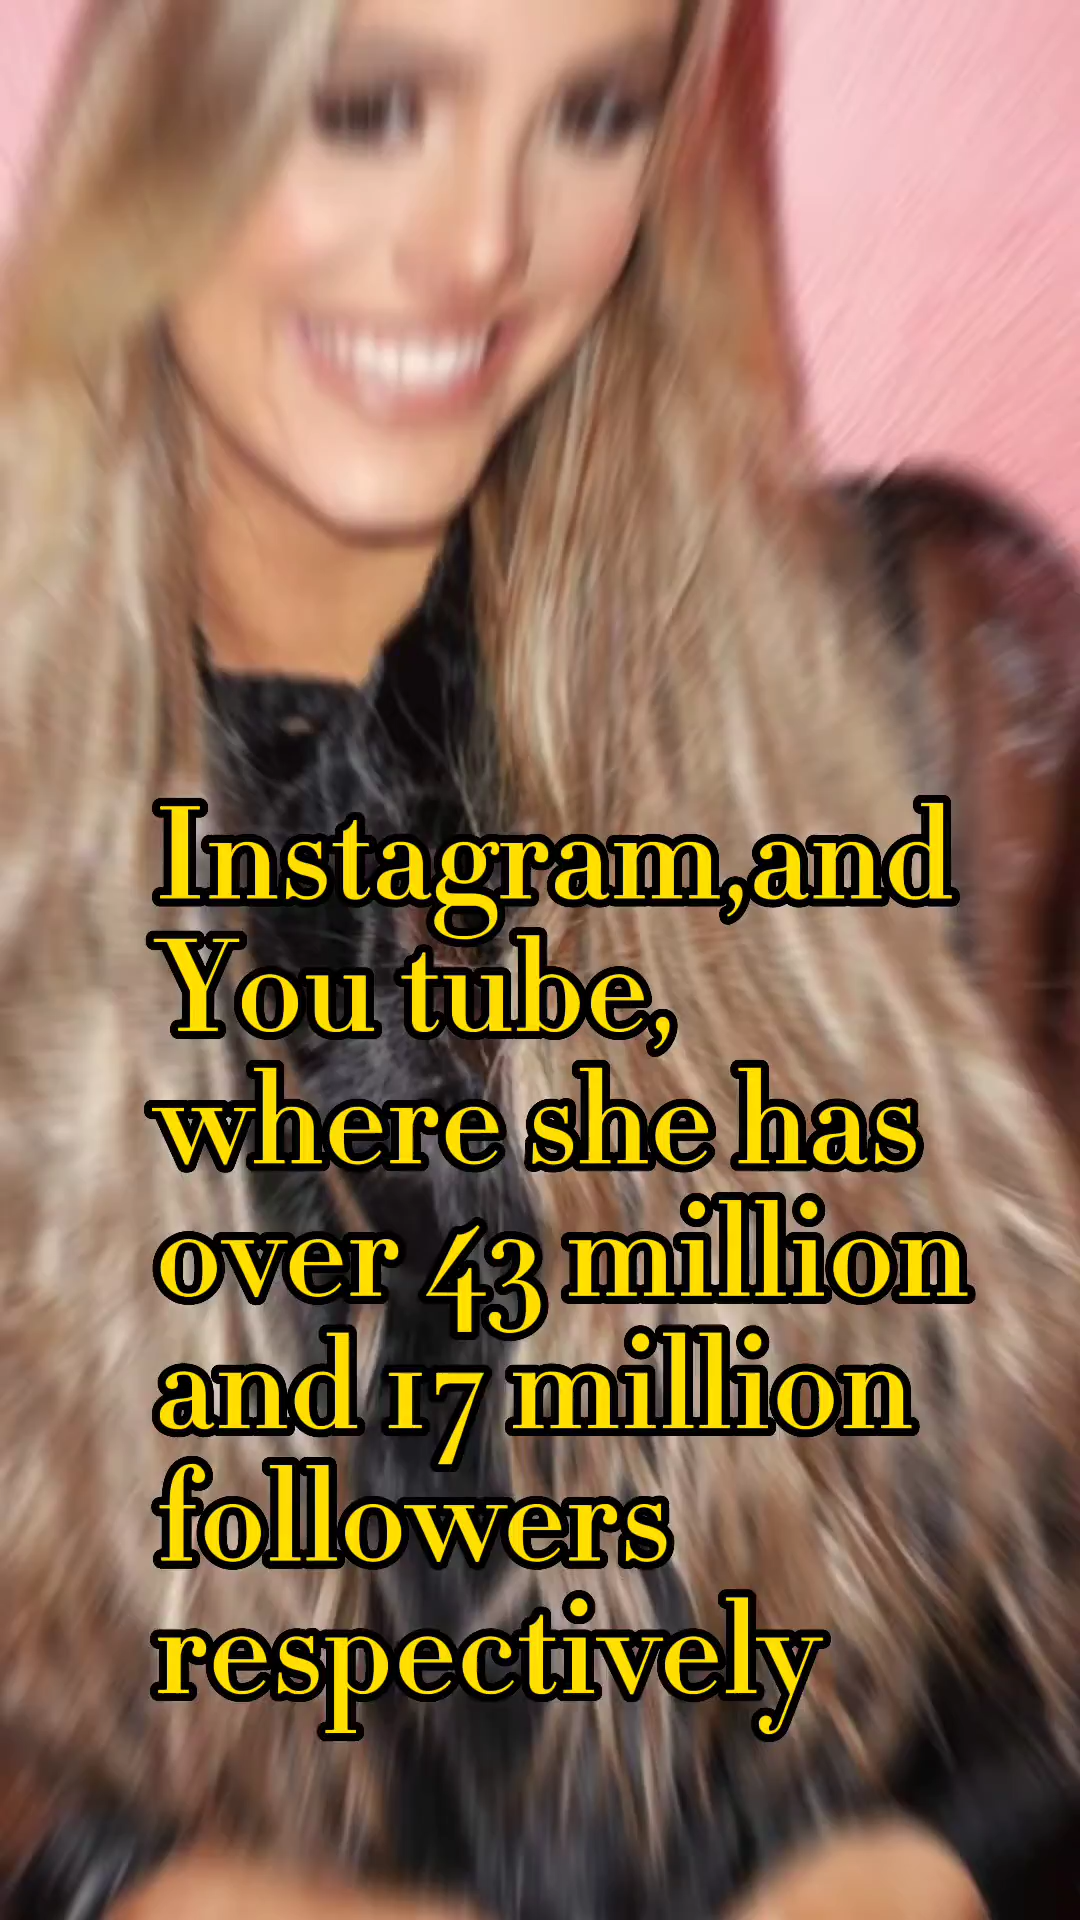 Instagram,and
You tube,
where she has
over 43 million
and 17 million
followers
respectively